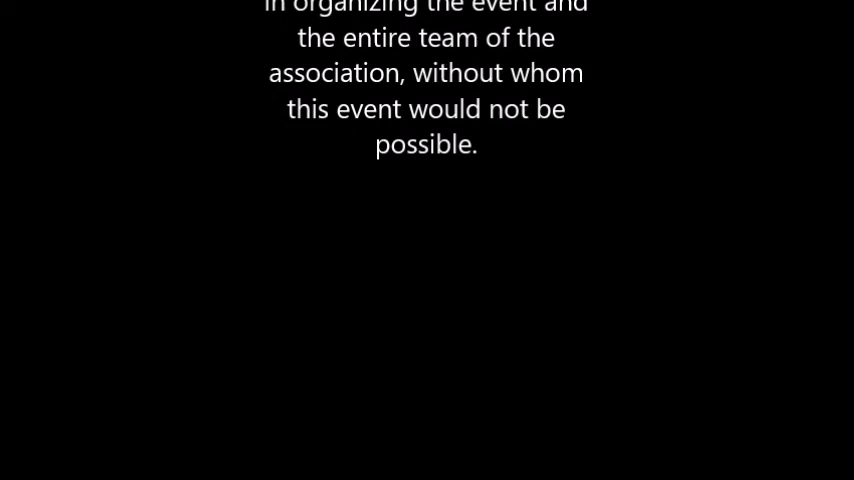 in organizing the event and
the entire team of the
association, without whom
this event would not be
possible.